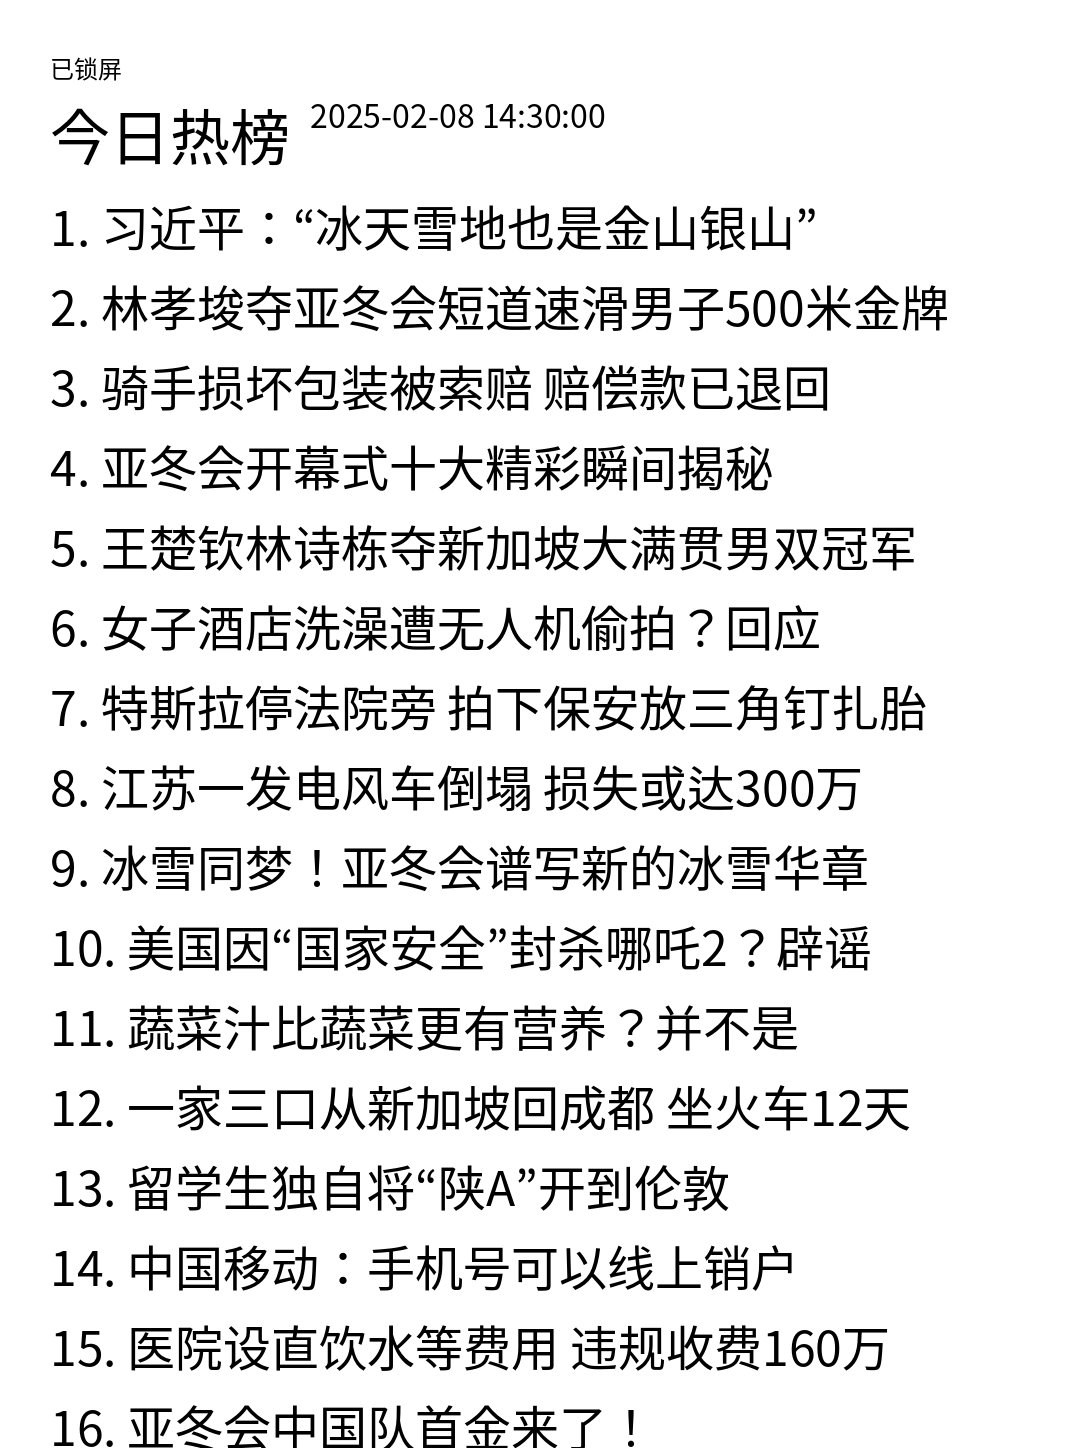 已锁屏
今日热榜 2025-02-08 14:30:00
1. 习近平：“冰天雪地也是金山银山”
2. 林孝埈夺亚冬会短道速滑男子500米金牌
3. 骑手损坏包装被索赔 赔偿款已退回
4. 亚冬会开幕式十大精彩瞬间揭秘
5. 王楚钦林诗栋夺新加坡大满贯男双冠军
6. 女子酒店洗澡遭无人机偷拍？回应
7. 特斯拉停法院旁 拍下保安放三角钉扎胎
8. 江苏一发电风车倒塌 损失或达300万
9. 冰雪同梦！亚冬会谱写新的冰雪华章
10. 美国因“国家安全”封杀哪吒2？辟谣
11. 蔬菜汁比蔬菜更有营养？并不是
12. 一家三口从新加坡回成都 坐火车12天
13. 留学生独自将“陕A”开到伦敦
14. 中国移动：手机号可以线上销户
15. 医院设直饮水等费用 违规收费160万
16. 亚冬会中国队首金来了！